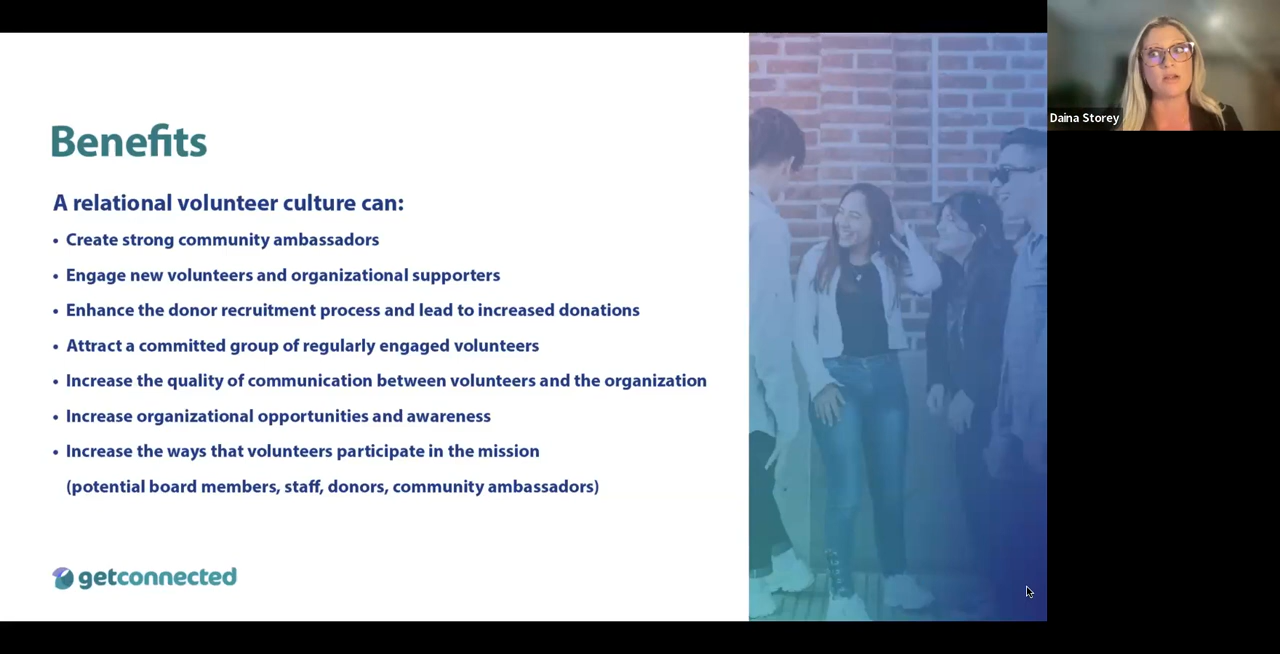 Benefits
A relational volunteer culture can:
• Create strong community ambassadors
• Engage new volunteers and organizational supporters
• Enhance the donor recruitment process and lead to increased donations
• Attract a committed group of regularly engaged volunteers
• Increase the quality of communication between volunteers and the organization
• Increase organizational opportunities and awareness
• Increase the ways that volunteers participate in the mission
(potential board members, staff, donors, community ambassadors)
getconnected
Daina Storey